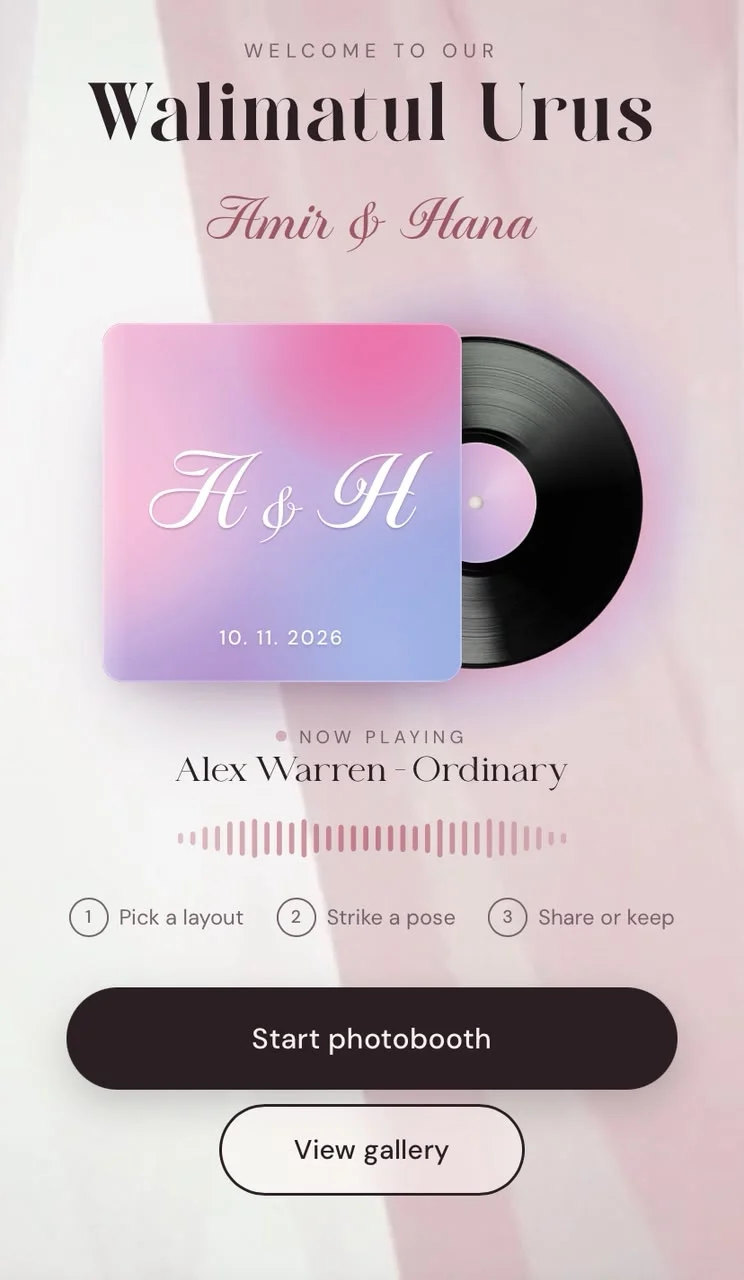 WELCOME TO OUR
Walimatul Urus
Amir & Hana
A & H
10. 11. 2026
NOW PLAYING
Alex Warren - Ordinary
1 Pick a layout 2 Strike a pose 3 Share or keep
Start photobooth
View gallery